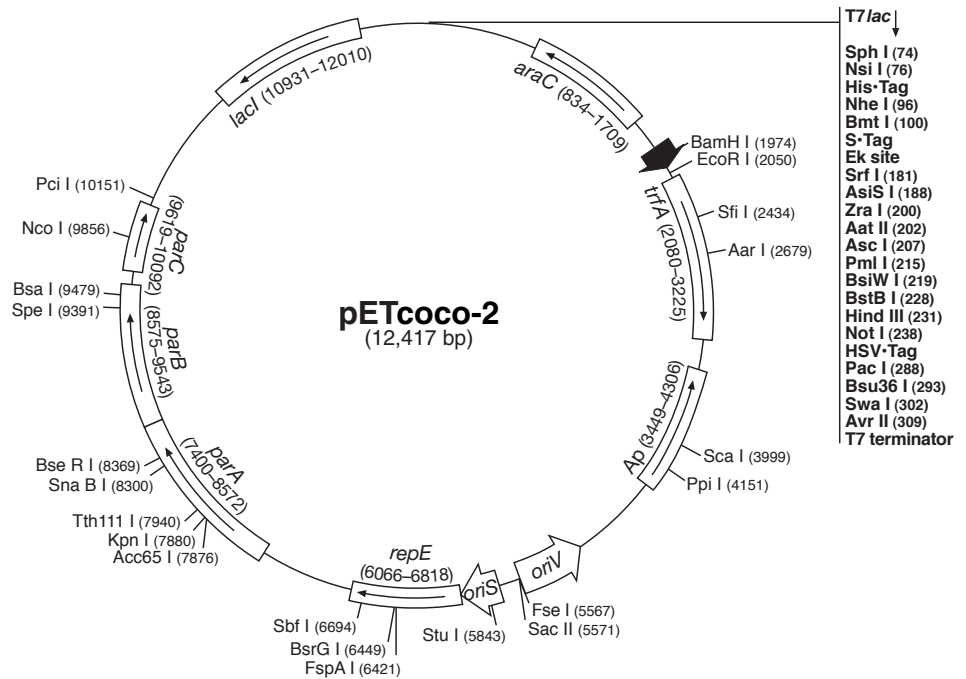 T7lac
Sph I (74)
Nsi I (76)
His•Tag
Nhe I (96)
Bmt I (100)
S•Tag
Ek site
Srf I (181)
AsiS I (188)
Zra I (200)
Aat II (202)
Asc I (207)
Pml I (215)
BsiW I (219)
BstB I (228)
Hind III (231)
Not I (238)
HSV•Tag
Pac I (288)
Bsu36 I (293)
Swa I (302)
Avr II (309)
T7 terminator
araC (834–1709)
BamH I (1974)
EcoR I (2050)
trfA (2080–3225)
Sfi I (2434)
Aar I (2679)
Ap (3449–4306)
Sca I (3999)
Ppi I (4151)
oriV
Fse I (5567)
Sac II (5571)
oriS
Stu I (5843)
repE
(6066–6818)
FspA I (6421)
BsrG I (6449)
Sbf I (6694)
parA
(7400–8572)
Acc65 I (7876)
Kpn I (7880)
Tth111 I (7940)
Sna B I (8300)
Bse R I (8369)
parB
(8575–9543)
Spe I (9391)
Bsa I (9479)
parC
(9619–10092)
Nco I (9856)
Pci I (10151)
lacI (10931–12010)
pETcoco-2
(12,417 bp)